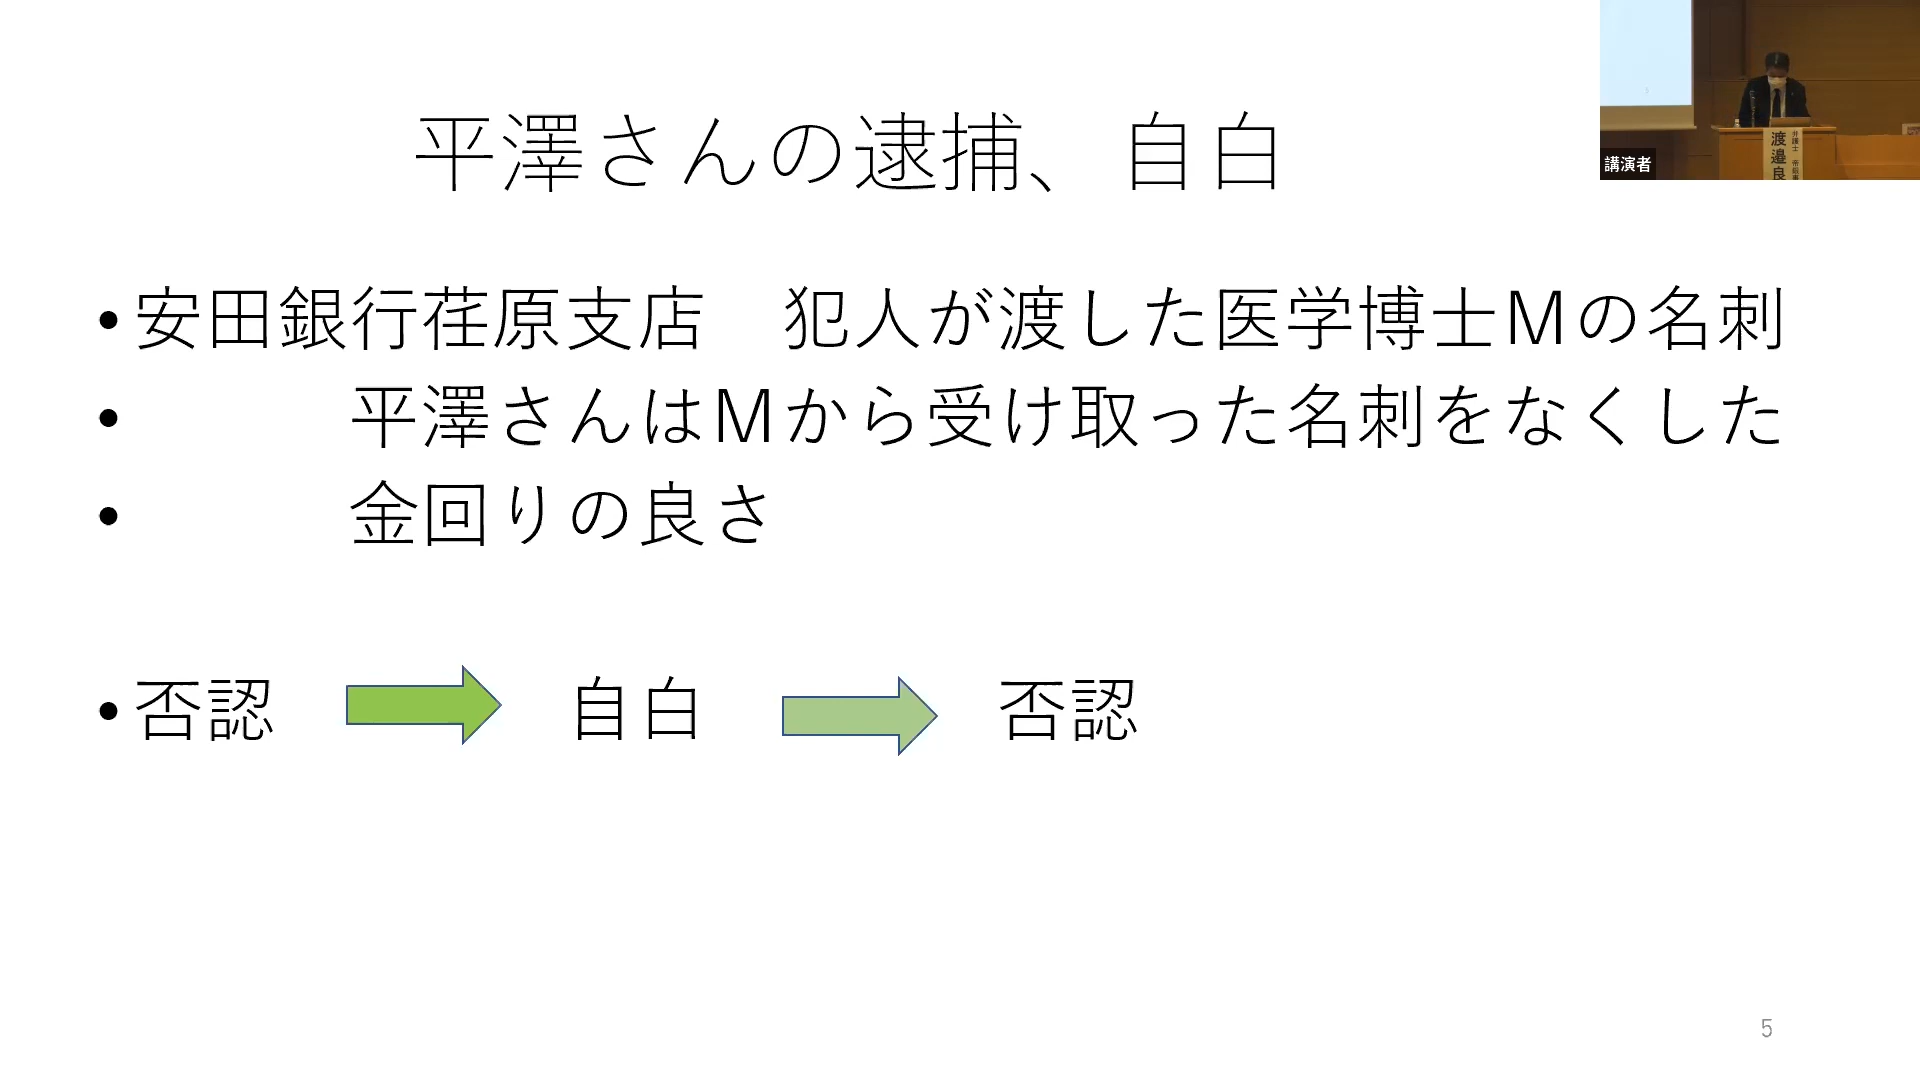 平澤さんの逮捕、自白
•安田銀行荏原支店　犯人が渡した医学博士Mの名刺
•　　　平澤さんはMから受け取った名刺をなくした
•　　　金回りの良さ
•否認　自白　否認
5
講演者
弁護士
渡邉良